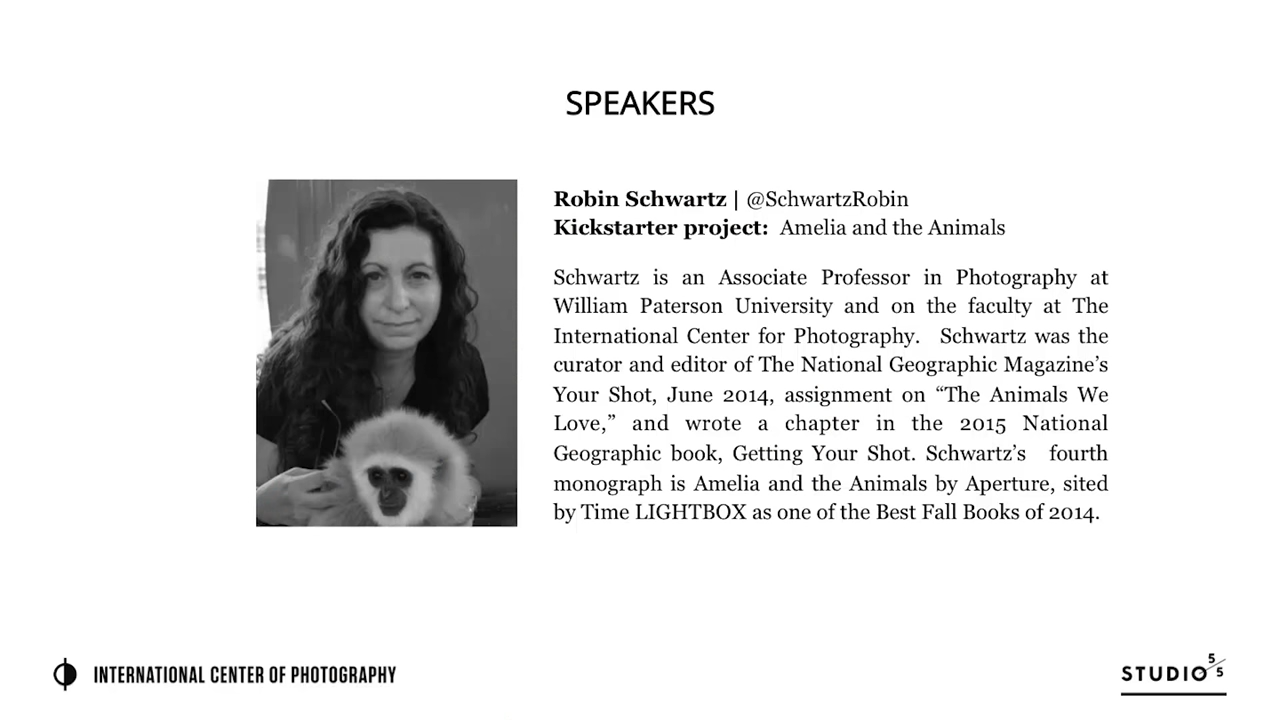 SPEAKERS
Robin Schwartz | @SchwartzRobin
Kickstarter project: Amelia and the Animals
Schwartz is an Associate Professor in Photography at
William Paterson University and on the faculty at The
International Center for Photography. Schwartz was the
curator and editor of The National Geographic Magazine’s
Your Shot, June 2014, assignment on “The Animals We
Love,” and wrote a chapter in the 2015 National
Geographic book, Getting Your Shot. Schwartz’s fourth
monograph is Amelia and the Animals by Aperture, sited
by Time LIGHTBOX as one of the Best Fall Books of 2014.
INTERNATIONAL CENTER OF PHOTOGRAPHY
STUDIO 5/5